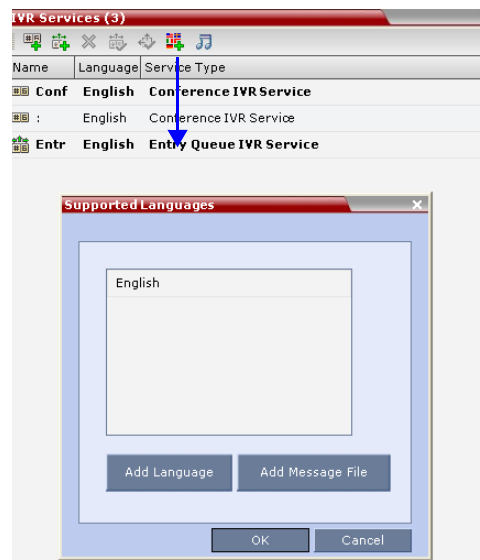 IVR Services (3)
Name Language Service Type
Conf English Conference IVR Service
: English Conference IVR Service
Entr English Entry Queue IVR Service
Supported Languages
English
Add Language Add Message File
OK Cancel